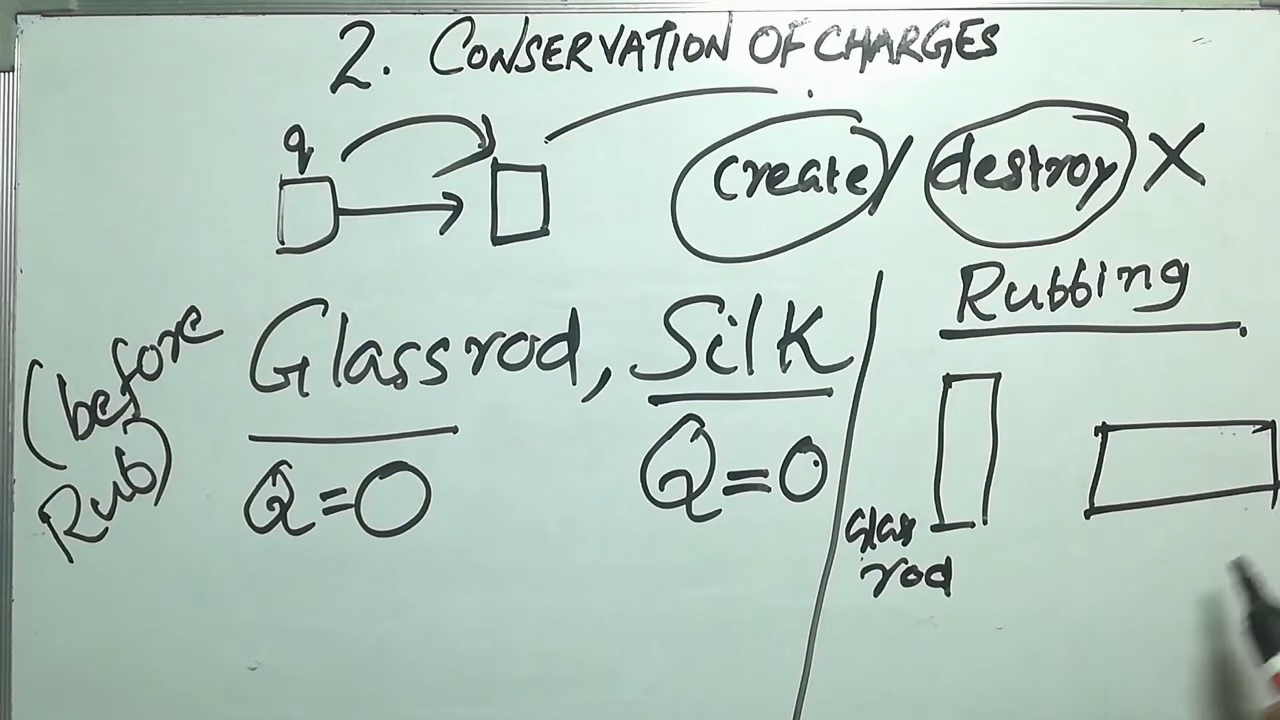 2. CONSERVATION OF CHARGES
q
create/ destroy X
Rubbing
(before Rub)
Glassrod, Silk
Q=0 Q=0
Glass
rod